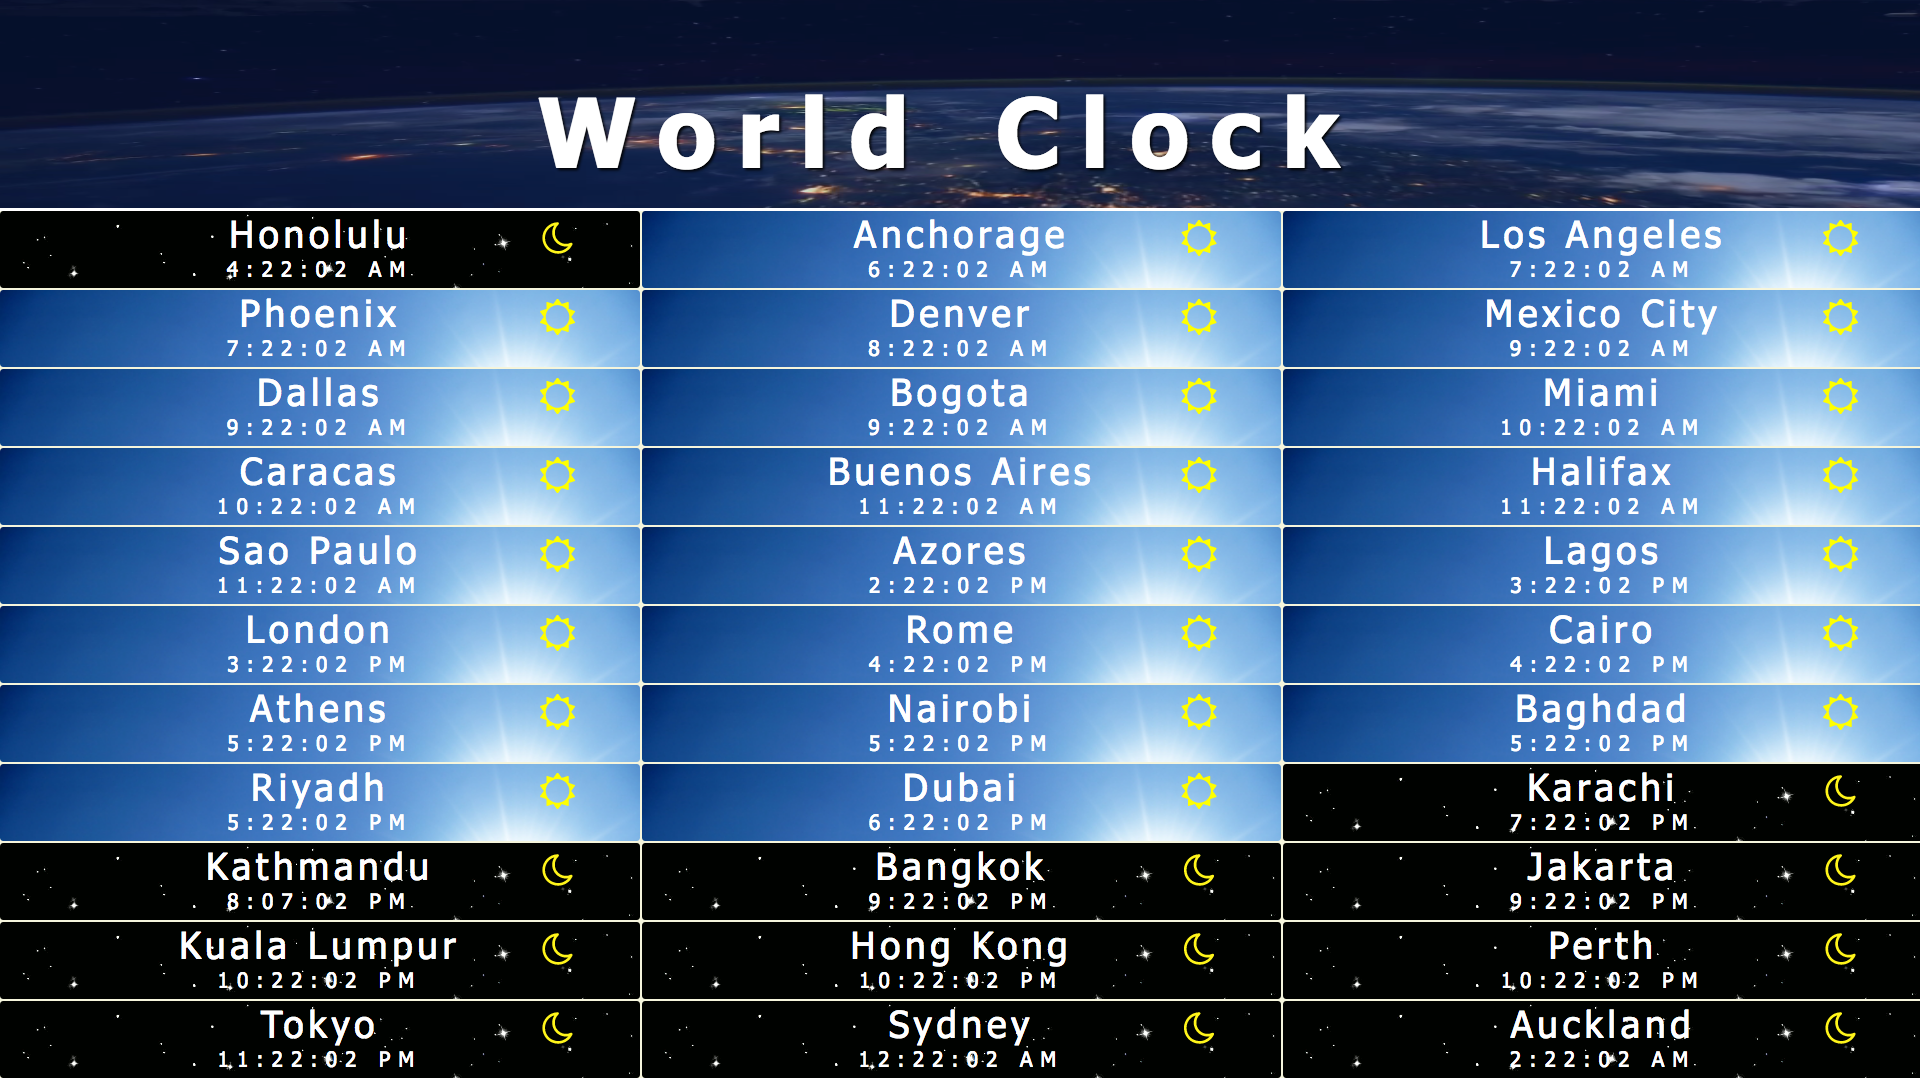 World Clock
Honolulu
4:22:02 AM
Anchorage
6:22:02 AM
Los Angeles
7:22:02 AM
Phoenix
7:22:02 AM
Denver
8:22:02 AM
Mexico City
9:22:02 AM
Dallas
9:22:02 AM
Bogota
9:22:02 AM
Miami
10:22:02 AM
Caracas
10:22:02 AM
Buenos Aires
11:22:02 AM
Halifax
11:22:02 AM
Sao Paulo
11:22:02 AM
Azores
2:22:02 PM
Lagos
3:22:02 PM
London
3:22:02 PM
Rome
4:22:02 PM
Cairo
4:22:02 PM
Athens
5:22:02 PM
Nairobi
5:22:02 PM
Baghdad
5:22:02 PM
Riyadh
5:22:02 PM
Dubai
6:22:02 PM
Karachi
7:22:02 PM
Kathmandu
8:07:02 PM
Bangkok
9:22:02 PM
Jakarta
9:22:02 PM
Kuala Lumpur
10:22:02 PM
Hong Kong
10:22:02 PM
Perth
10:22:02 PM
Tokyo
11:22:02 PM
Sydney
12:22:02 AM
Auckland
2:22:02 AM